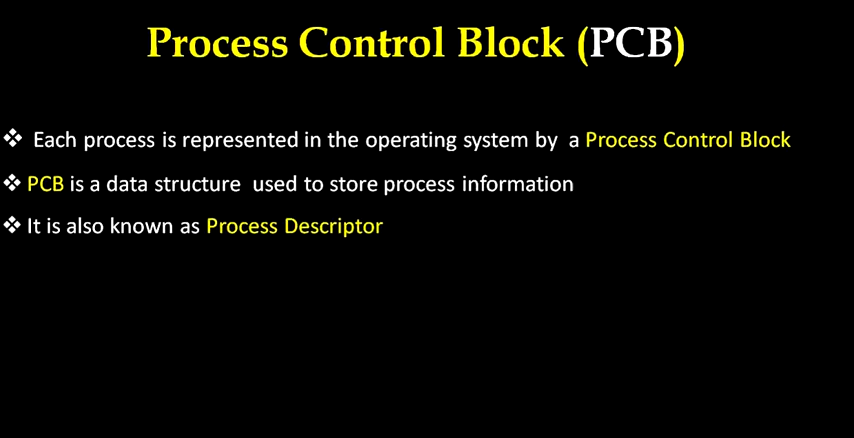 Process Control Block (PCB)
❖ Each process is represented in the operating system by a Process Control Block
❖ PCB is a data structure used to store process information
❖ It is also known as Process Descriptor